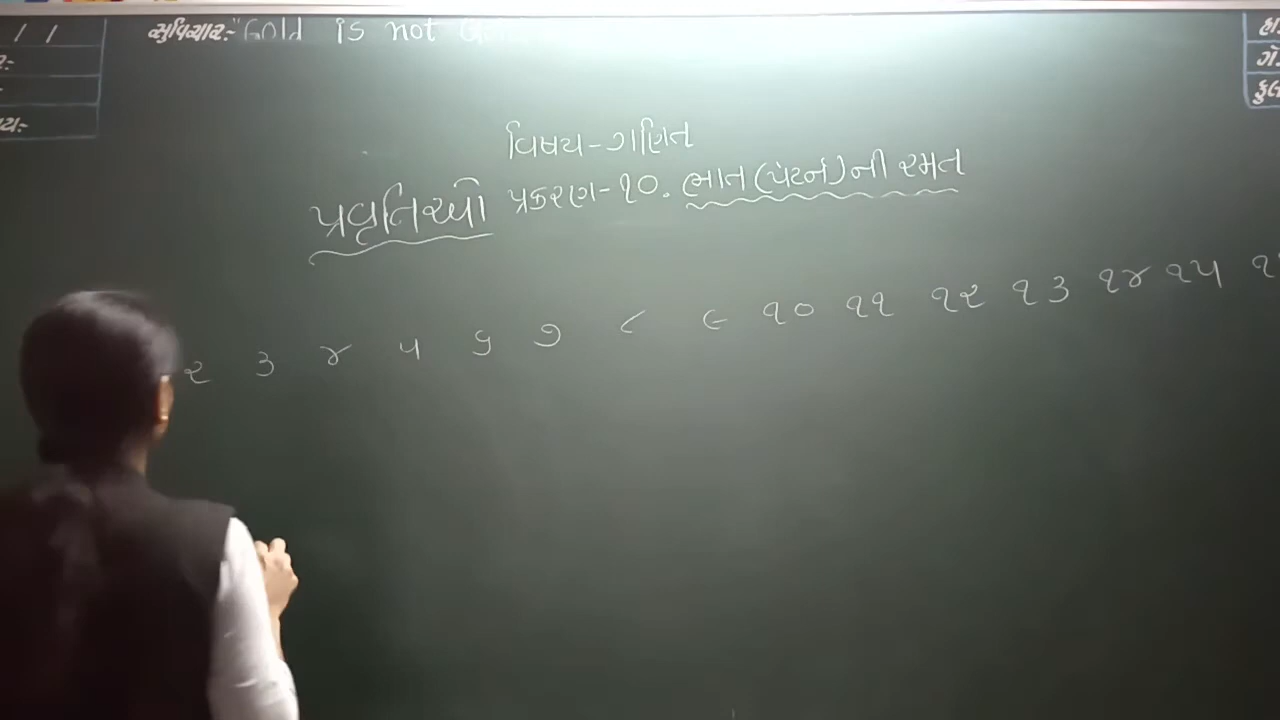 સુવિચાર:- "Gold is not
વિષય-ગણિત
પ્રકરણ-૧૦. ભાત (પેટર્ન) ની રમત
પ્રવૃતિઓ
૨ ૩ ૪ ૫ ૬ ૭ ૮ ૯ ૧૦ ૧૧ ૧૨ ૧૩ ૧૪ ૧૫